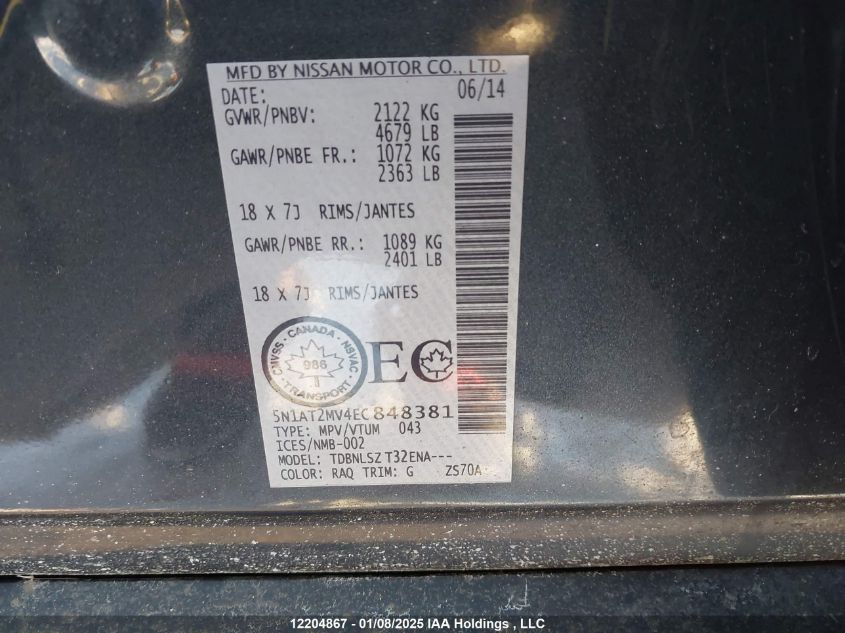 MFD BY NISSAN MOTOR CO., LTD.
DATE: 06/14
GVWR/PNBV: 2122 KG
4679 LB
GAWR/PNBE FR.: 1072 KG
2363 LB
18 X 7J RIMS/JANTES
GAWR/PNBE RR.: 1089 KG
2401 LB
18 X 7J RIMS/JANTES
CMVSS · CANADA · NSVAC · TRANSPORT ·
986
EC
5N1AT2MV4EC848381
TYPE: MPV/VTUM 043
ICES/NMB-002
MODEL: TDBNLSZ T32ENA---
COLOR: RAQ TRIM: G ZS70A
12204867 - 01/08/2025 IAA Holdings , LLC